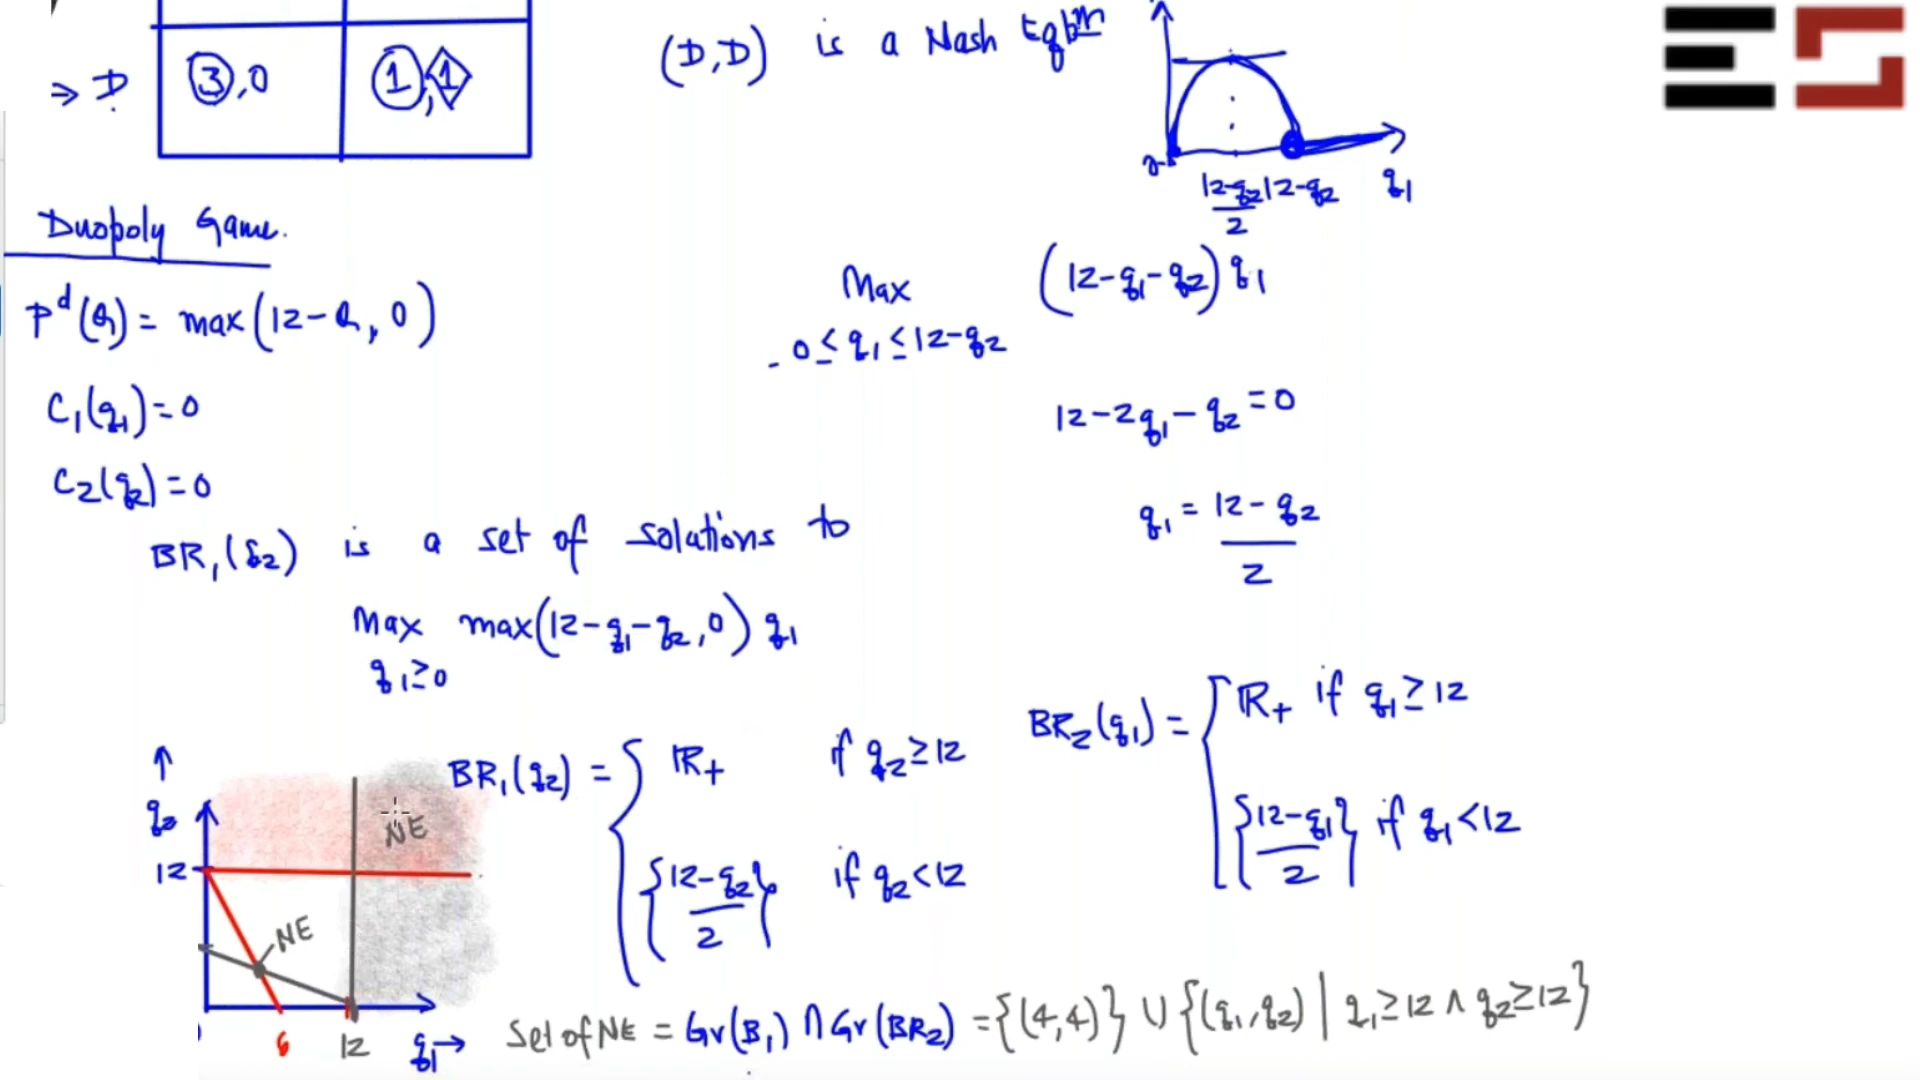 → D
3,0
1,1
(D,D) is a Nash Eqbm
0
12-q2
2
12-q2
q1
Duopoly Game.
P^d(Q) = max(12-Q, 0)
C1(q1)=0
C2(q2)=0
BR1(q2) is a set of solutions to
Max max(12-q1-q2,0) q1
q1≥0
Max (12-q1-q2)q1
0≤q1≤12-q2
12-2q1-q2=0
q1 = 12-q2
2
BR1(q2) = { R+ if q2≥12
{12-q2} if q2<12
2
BR2(q1) = { R+ if q1≥12
{12-q1} if q1<12
2
↑
q2
12
NE
NE
6
12
q1→
Set of NE = Gr(B1) ∩ Gr(BR2) = {(4,4)} ∪ {(q1,q2) | q1≥12 ∧ q2≥12}
ES